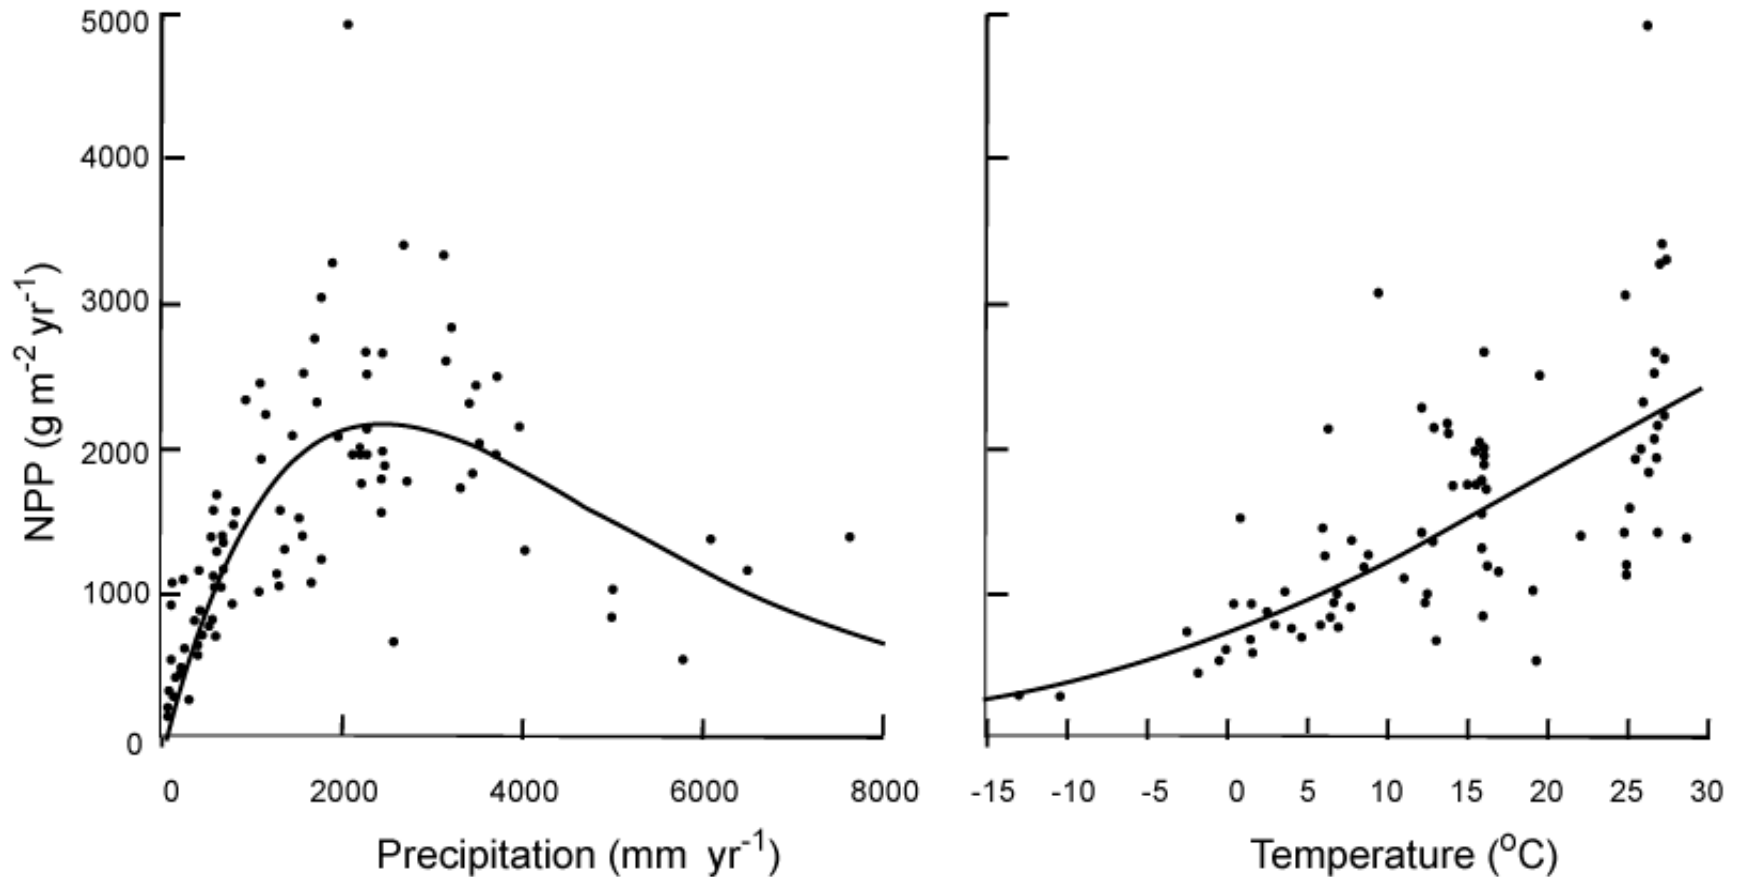 5000
4000
3000
2000
1000
0
NPP (g m⁻² yr⁻¹)
0 2000 4000 6000 8000
Precipitation (mm yr⁻¹)
-15 -10 -5 0 5 10 15 20 25 30
Temperature (ºC)